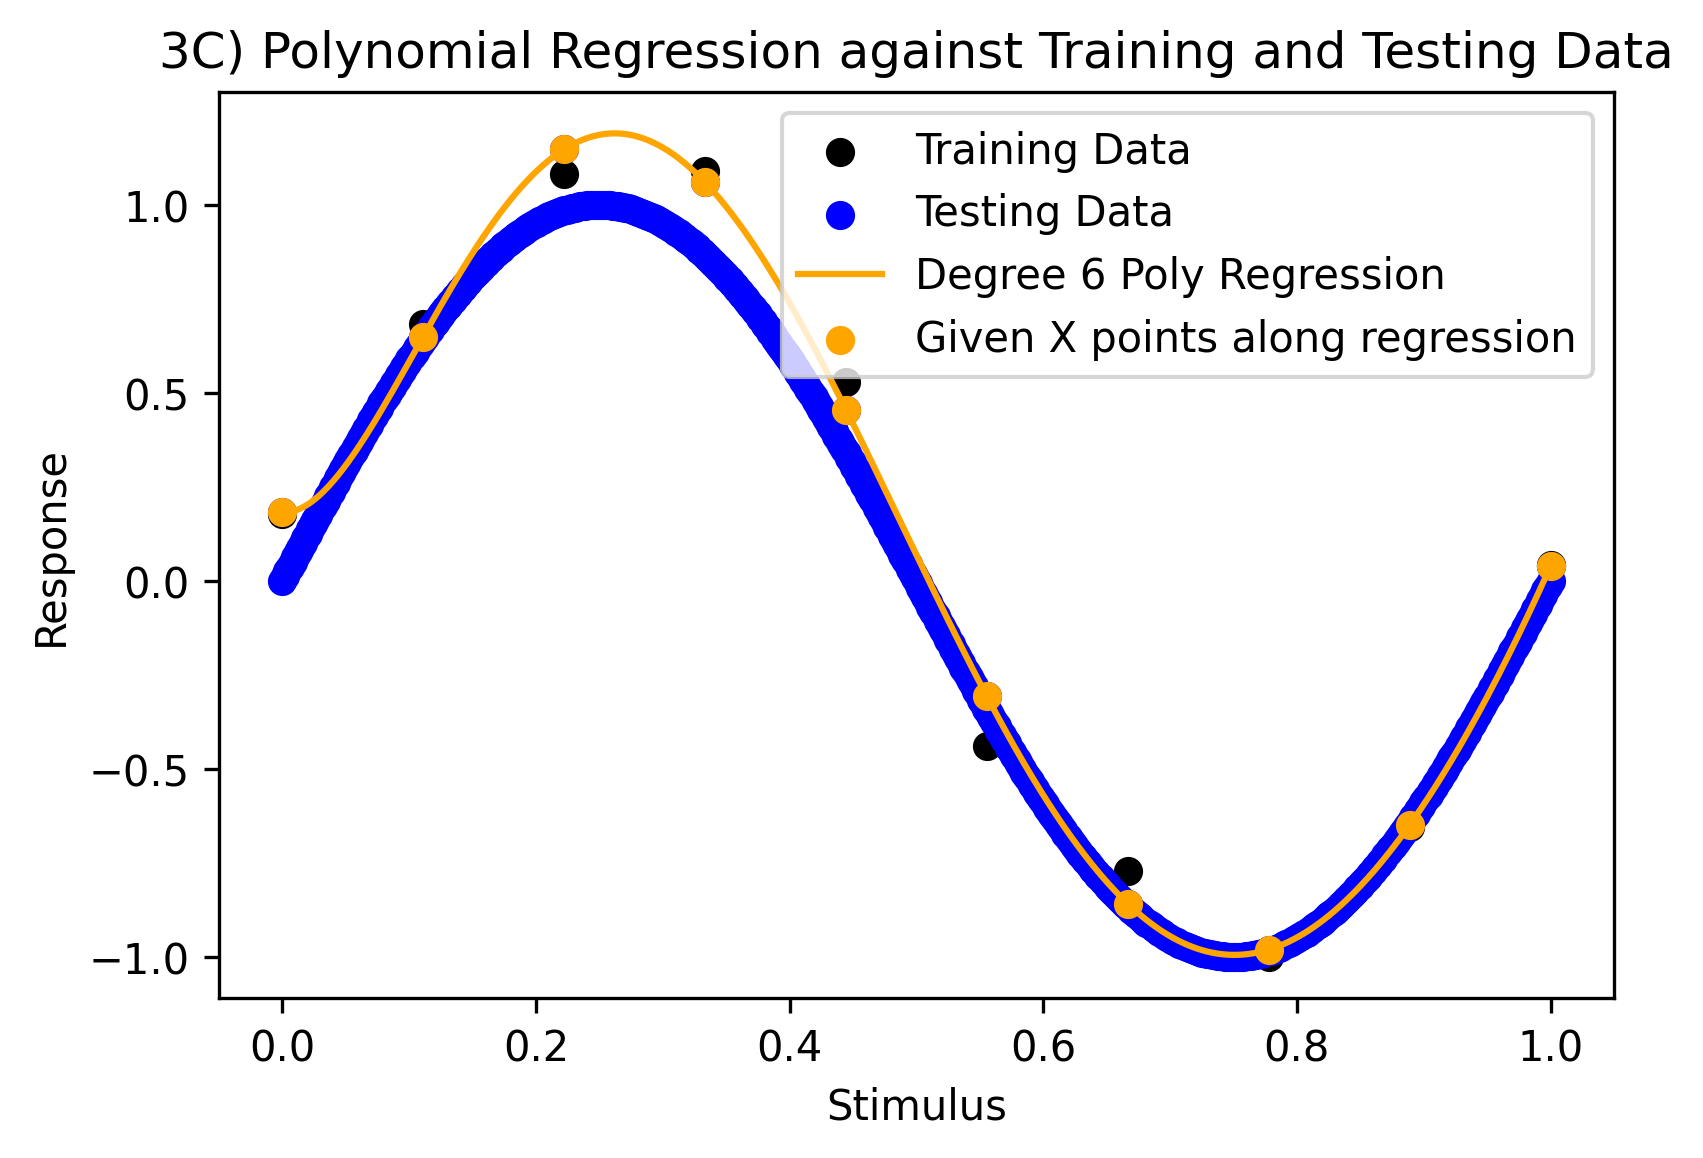 3C) Polynomial Regression against Training and Testing Data
Training Data
Testing Data
Degree 6 Poly Regression
Given X points along regression
Response
1.0
0.5
0.0
−0.5
−1.0
0.0 0.2 0.4 0.6 0.8 1.0
Stimulus